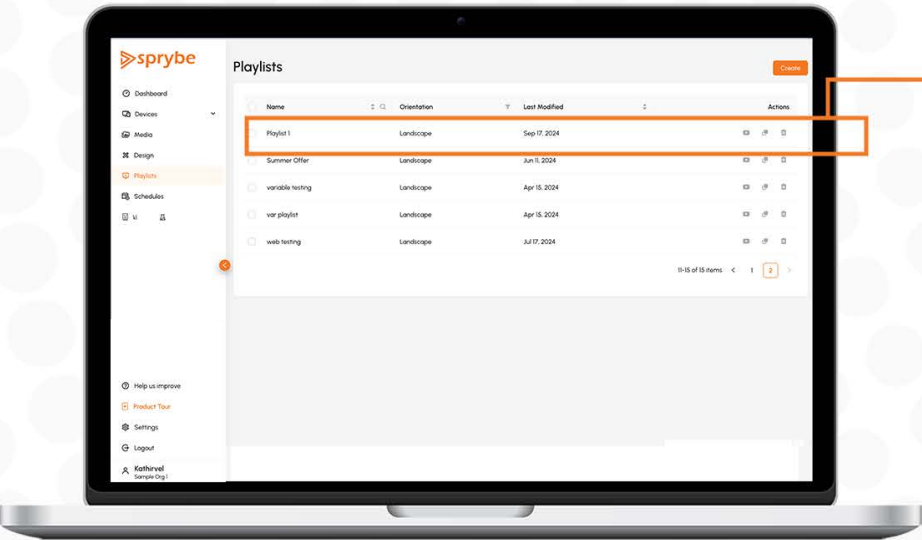 sprybe
Dashboard
Devices
Media
Design
Playlists
Schedules
Help us improve
Product Tour
Settings
Logout
Kathirvel
Sample Org 1
Playlists
Create
Name Orientation Last Modified Actions
Playlist 1 Landscape Sep 17, 2024
Summer Offer Landscape Jun 11, 2024
variable testing Landscape Apr 15, 2024
var playlist Landscape Apr 15, 2024
web testing Landscape Jul 17, 2024
11-15 of 15 items < 1 2 >